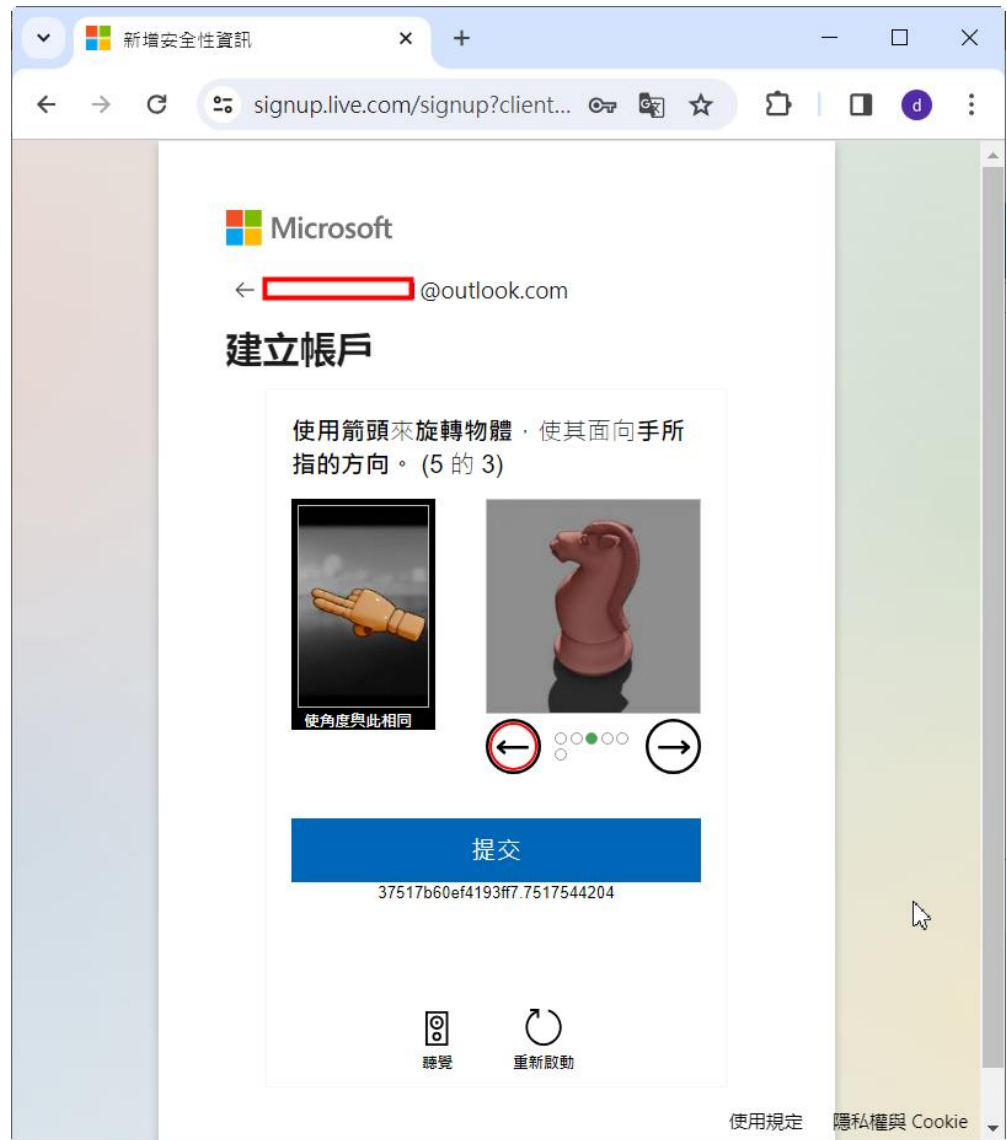 新增安全性資訊
signup.live.com/signup?client...
d
Microsoft
@outlook.com
建立帳戶
使用箭頭來旋轉物體，使其面向手所
指的方向。 (5 的 3)
使角度與此相同
提交
37517b60ef4193ff7.7517544204
聽覺
重新啟動
使用規定
隱私權與 Cookie